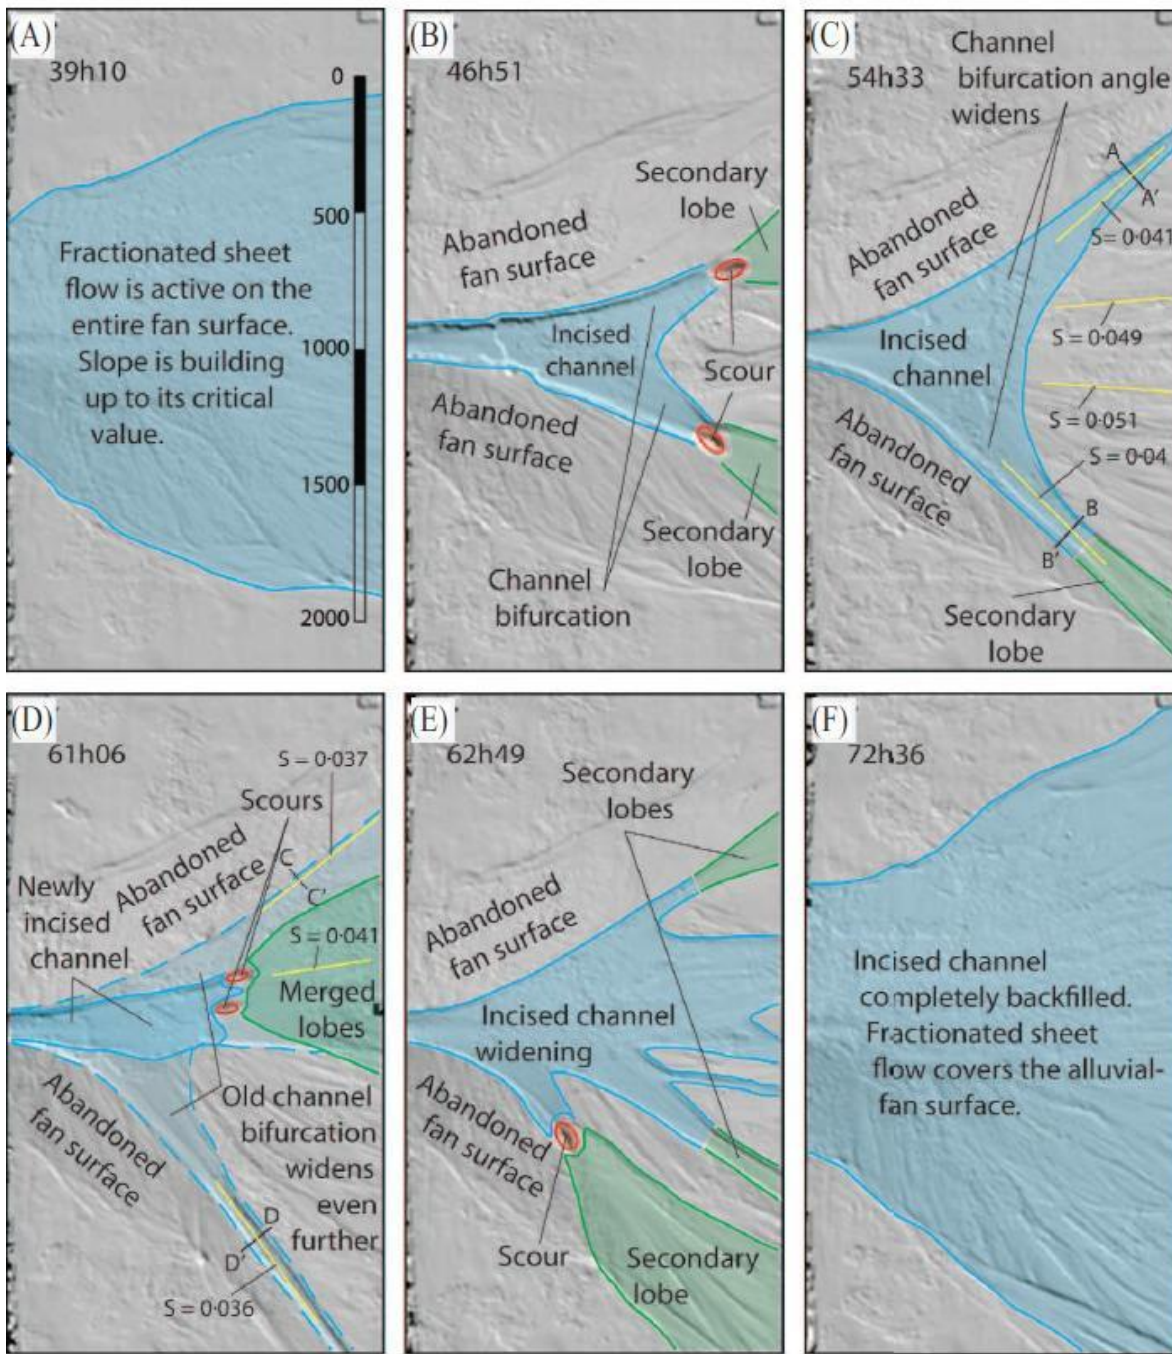 (A)
39h10
0
500
1000
1500
2000
Fractionated sheet
flow is active on the
entire fan surface.
Slope is building
up to its critical
value.
(B)
46h51
Secondary
lobe
Abandoned
fan surface
Incised
channel
Scour
Abandoned
fan surface
Secondary
lobe
Channel
bifurcation
(C)
54h33
Channel
bifurcation angle
widens
A
A'
S = 0·041
Abandoned
fan surface
S = 0·049
Incised
channel
S = 0·051
S = 0·04
Abandoned
fan surface
B
B'
Secondary
lobe
(D)
61h06
S = 0·037
Scours
Abandoned
fan surface
C
C'
Newly
incised
channel
S = 0·041
Merged
lobes
Old channel
bifurcation
widens
even
further
Abandoned
fan surface
D
D'
S = 0·036
(E)
62h49
Secondary
lobes
Abandoned
fan surface
Incised channel
widening
Abandoned
fan surface
Scour
Secondary
lobe
(F)
72h36
Incised channel
completely backfilled.
Fractionated sheet
flow covers the alluvial-
fan surface.